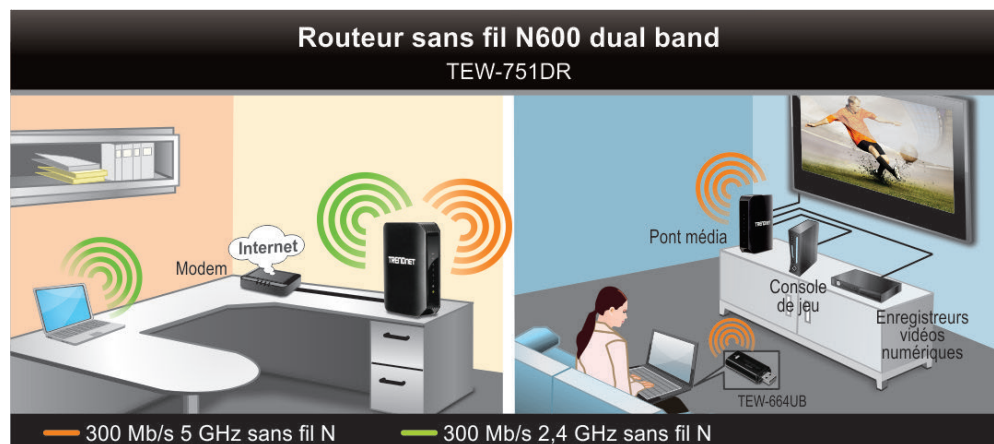 Routeur sans fil N600 dual band
TEW-751DR
Internet
Modem
TRENDNET
Pont média
TRENDNET
Console
de jeu
Enregistreurs
vidéos
numériques
TEW-664UB
300 Mb/s 5 GHz sans fil N
300 Mb/s 2,4 GHz sans fil N